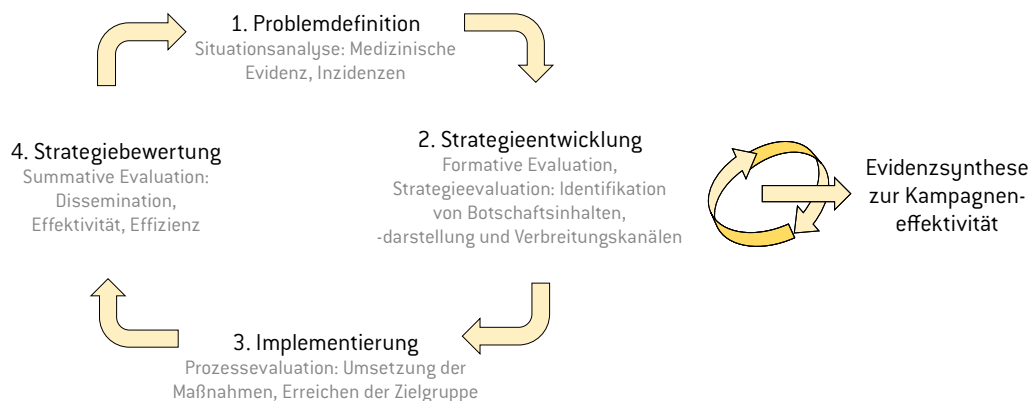 1. Problemdefinition
Situationsanalyse: Medizinische
Evidenz, Inzidenzen
2. Strategieentwicklung
Formative Evaluation,
Strategieevaluation: Identifikation
von Botschaftsinhalten,
-darstellung und Verbreitungskanälen
3. Implementierung
Prozessevaluation: Umsetzung der
Maßnahmen, Erreichen der Zielgruppe
4. Strategiebewertung
Summative Evaluation:
Dissemination,
Effektivität, Effizienz
Evidenzsynthese
zur Kampagnen-
effektivität